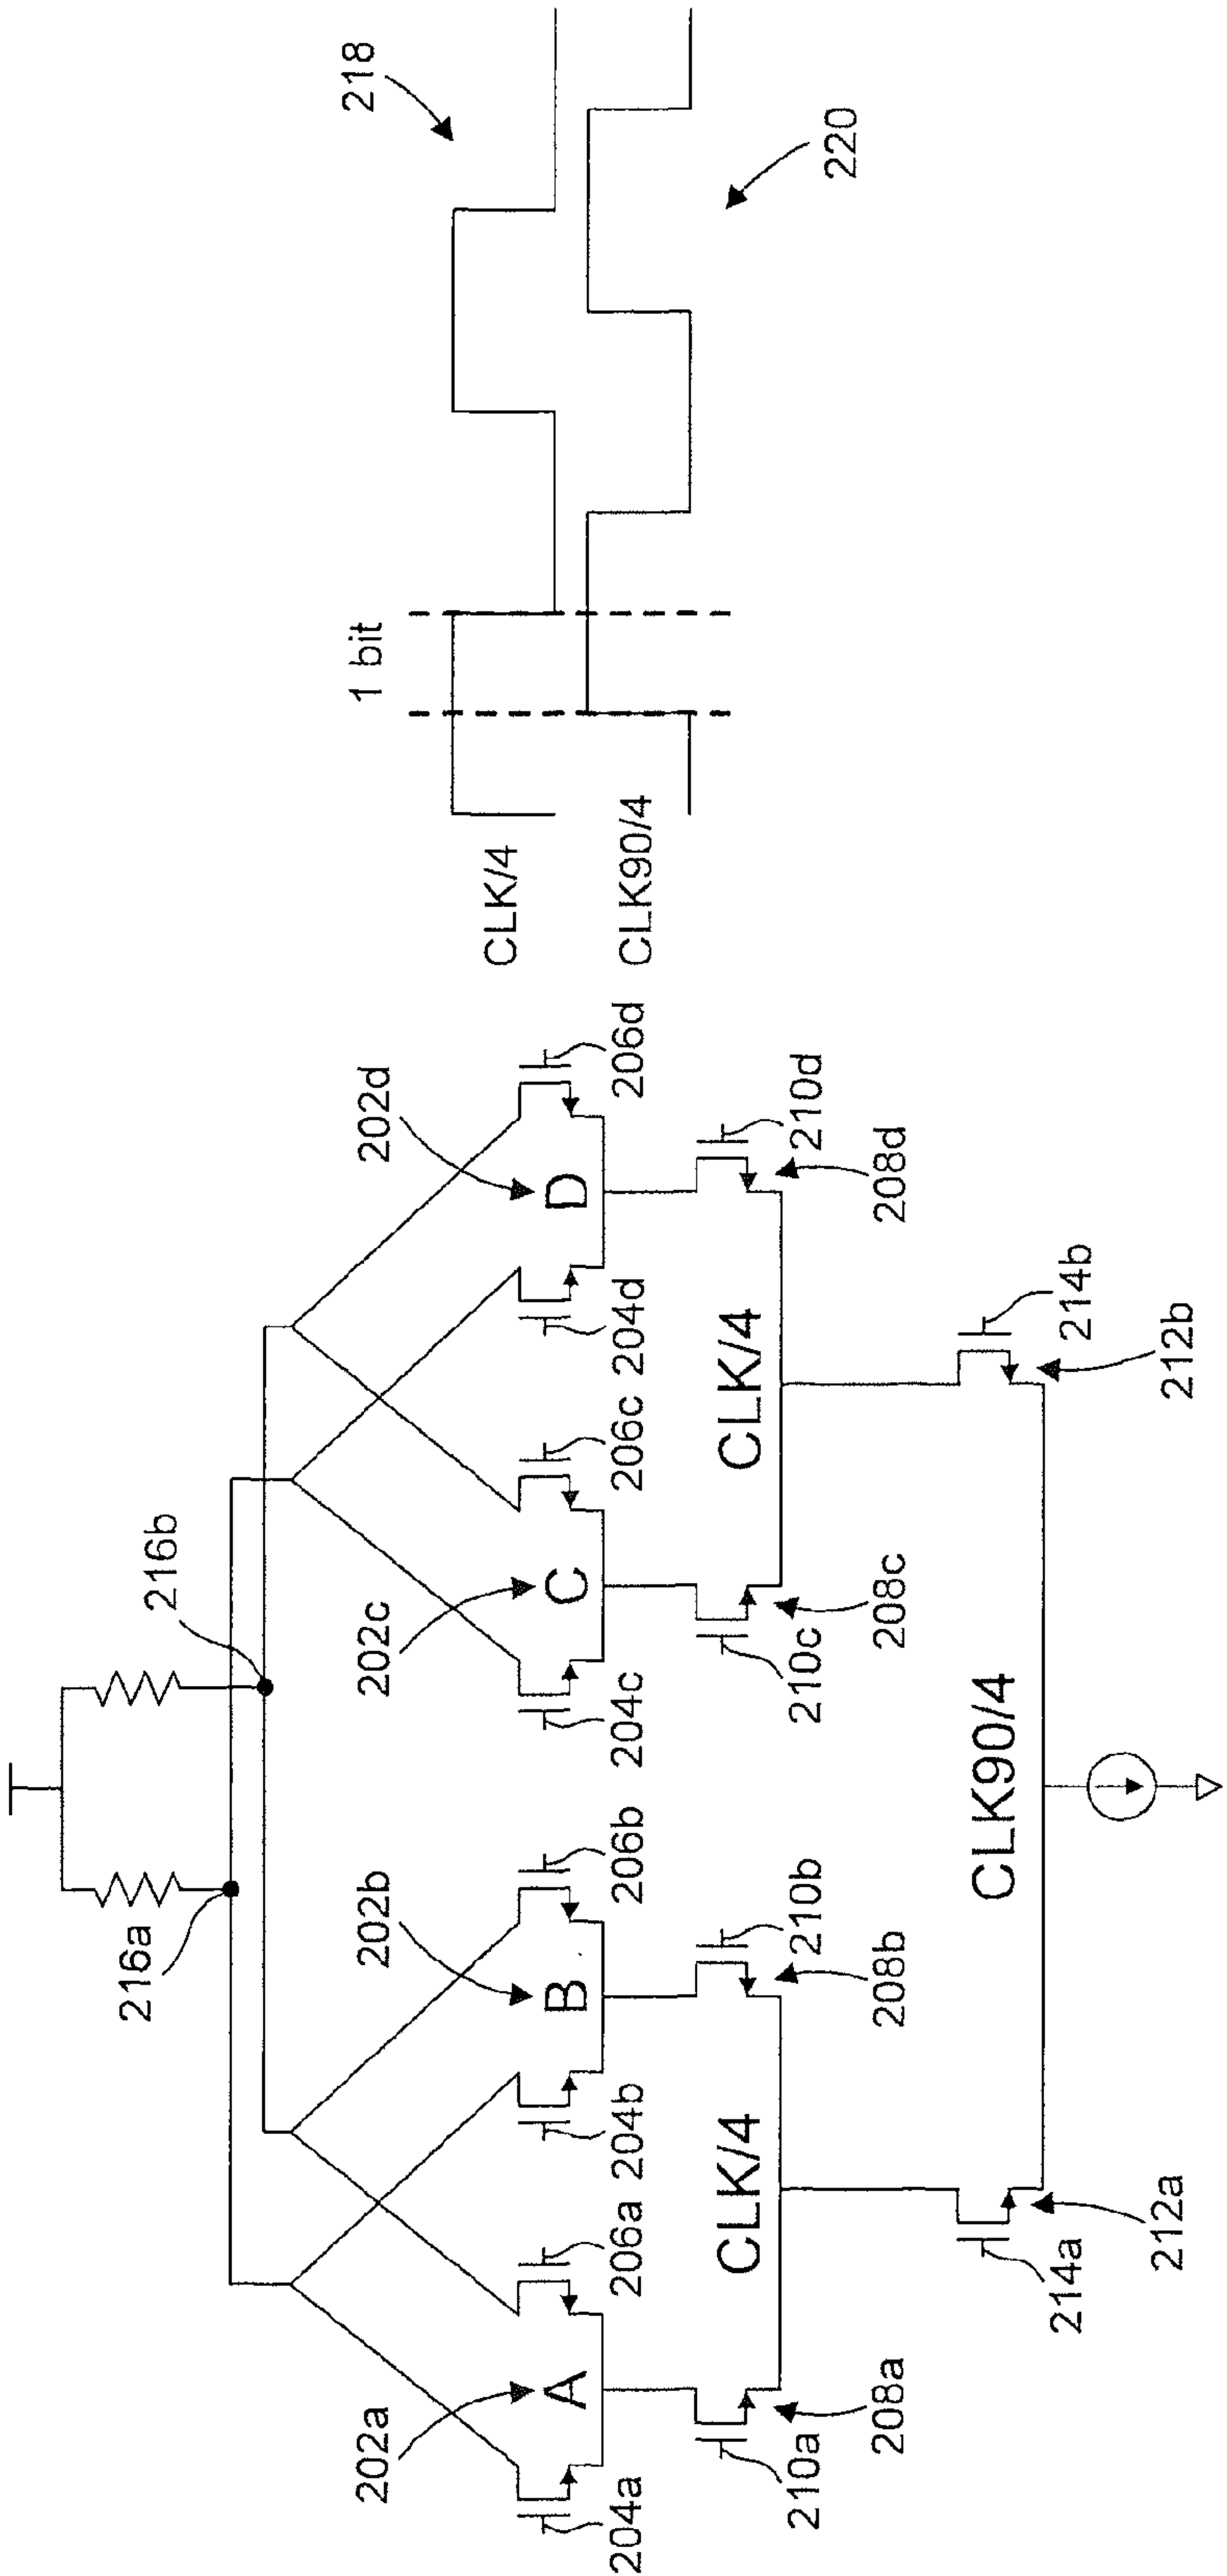 216a
216b
202a
202b
202c
202d
A
B
C
D
204a
206a
204b
206b
204c
206c
204d
206d
CLK/4
CLK/4
210a
210b
210c
210d
208a
208b
208c
208d
CLK90/4
214a
214b
212a
212b
1 bit
218
CLK/4
CLK90/4
220